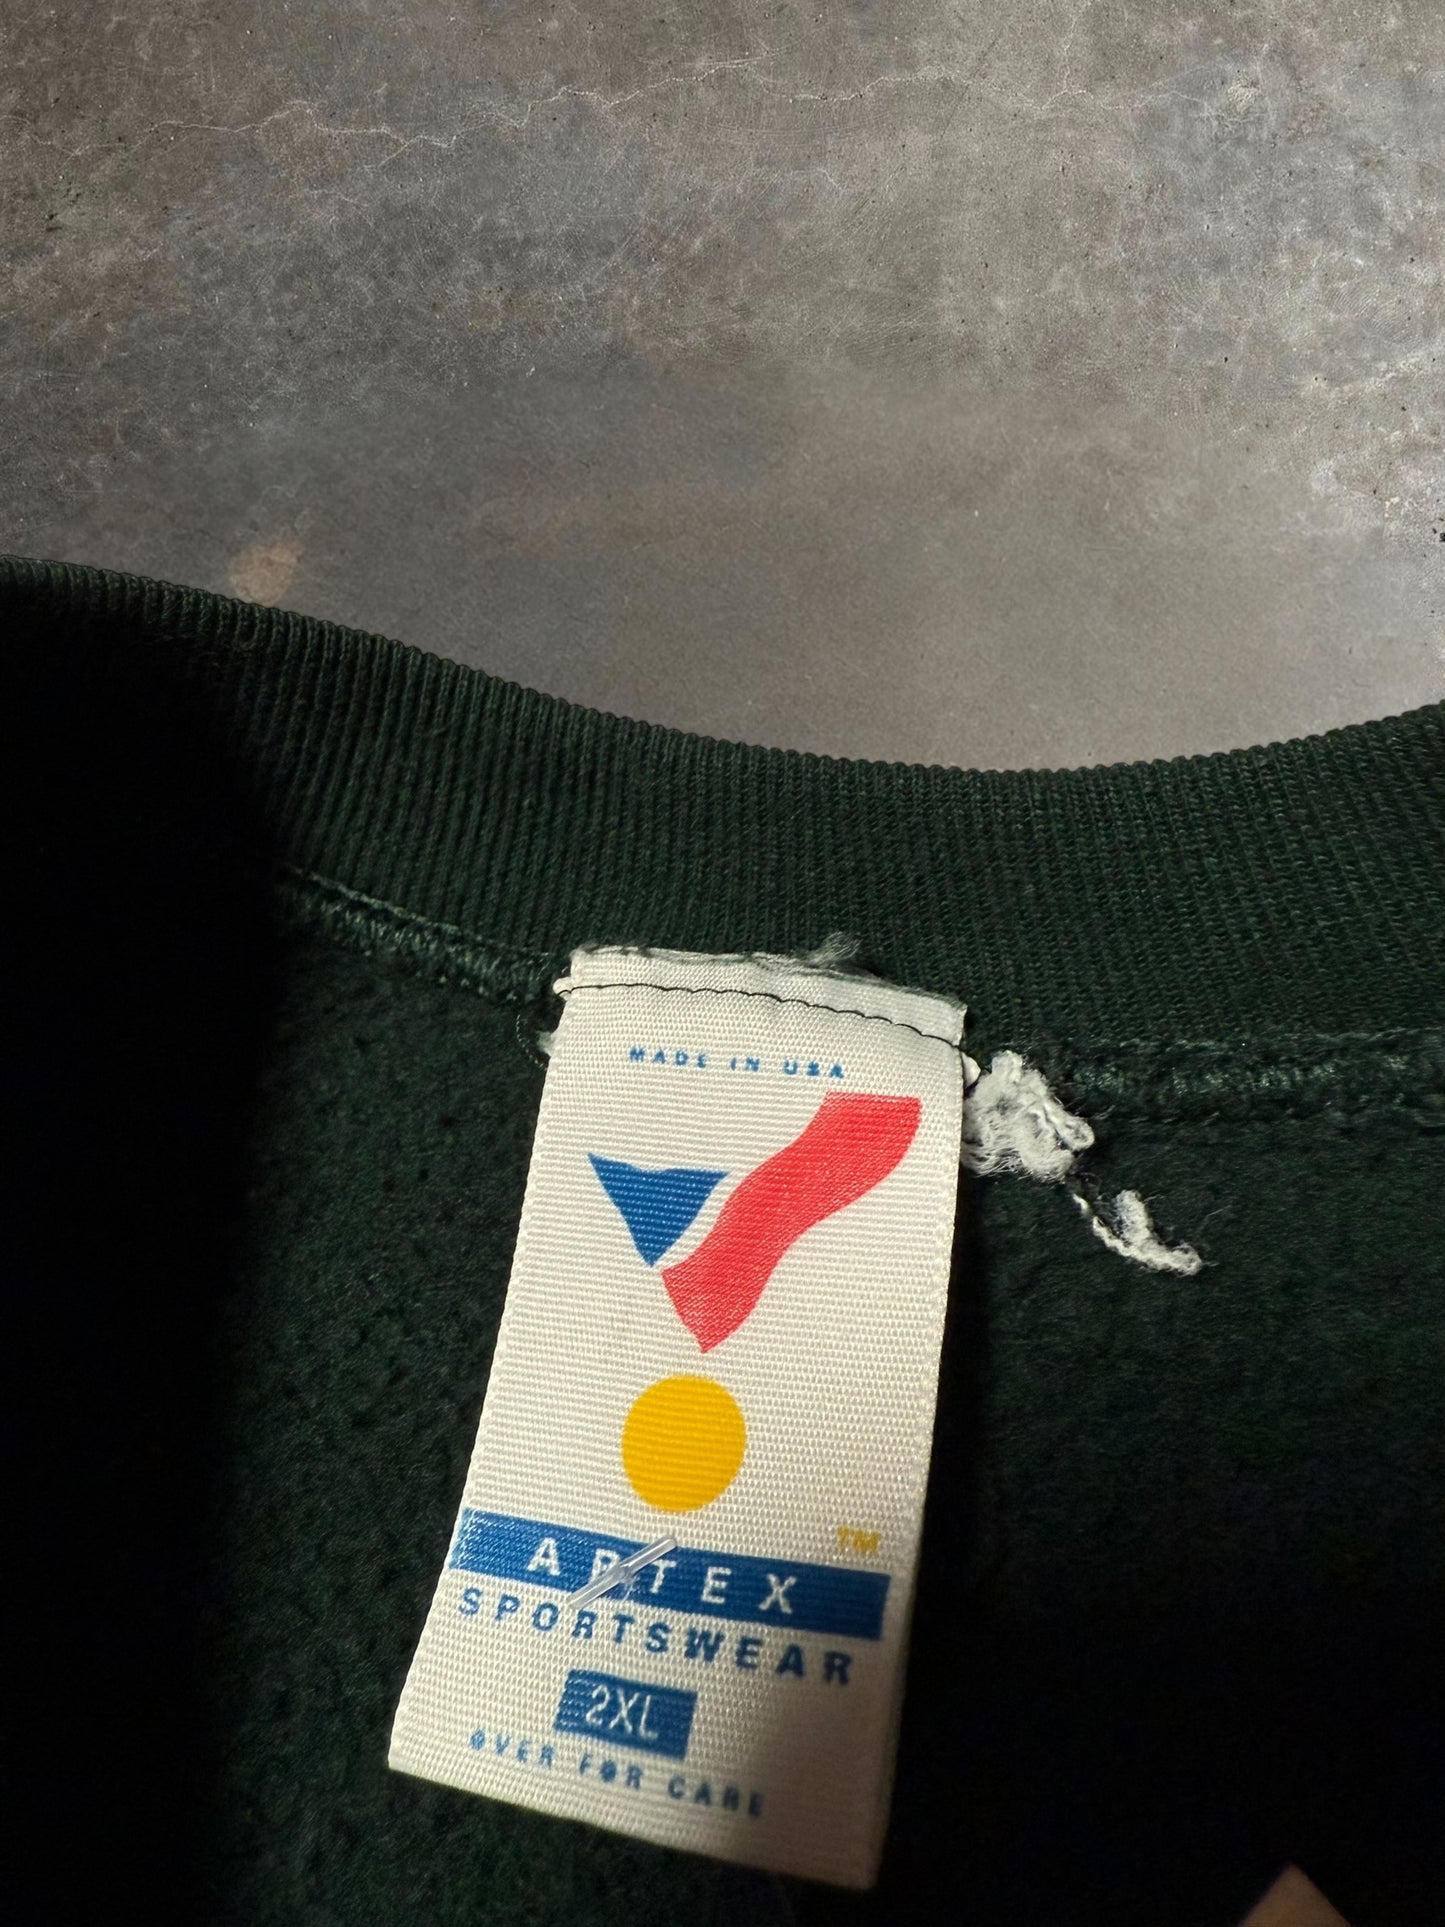 MADE IN USA
TM
ARTEX
SPORTSWEAR
2XL
OVER FOR CARE